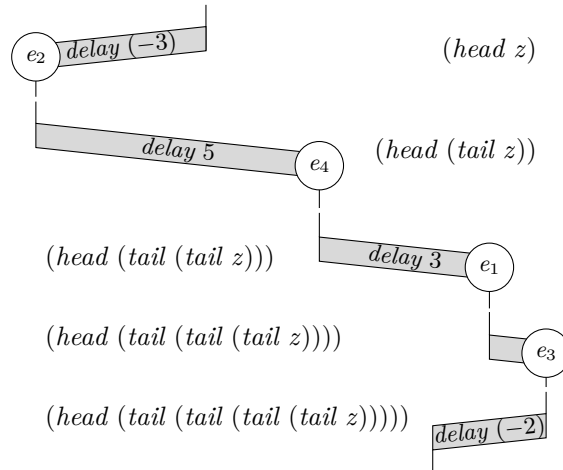 e₂ delay (−3) (head z)
delay 5 e₄ (head (tail z))
(head (tail (tail z))) delay 3 e₁
(head (tail (tail (tail z)))) e₃
(head (tail (tail (tail (tail z))))) delay (−2)